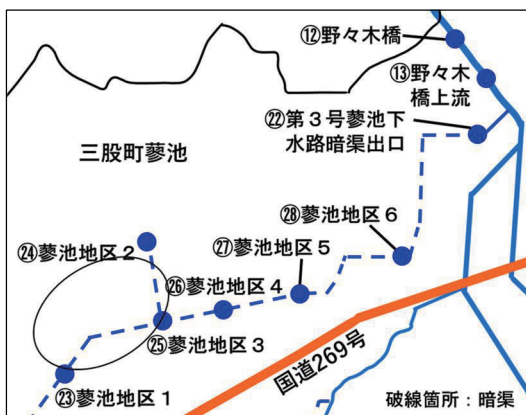 ⑫野々木橋
⑬野々木
橋上流
㉒第３号蓼池下
水路暗渠出口
三股町蓼池
㉘蓼池地区６
㉔蓼池地区２
㉗蓼池地区５
㉖蓼池地区４
㉕蓼池地区３
国道269号
㉓蓼池地区１
破線箇所：暗渠